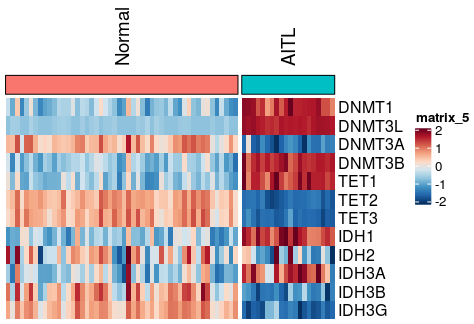 Normal
AITL
DNMT1
DNMT3L
DNMT3A
DNMT3B
TET1
TET2
TET3
IDH1
IDH2
IDH3A
IDH3B
IDH3G
matrix_5
2
1
0
-1
-2